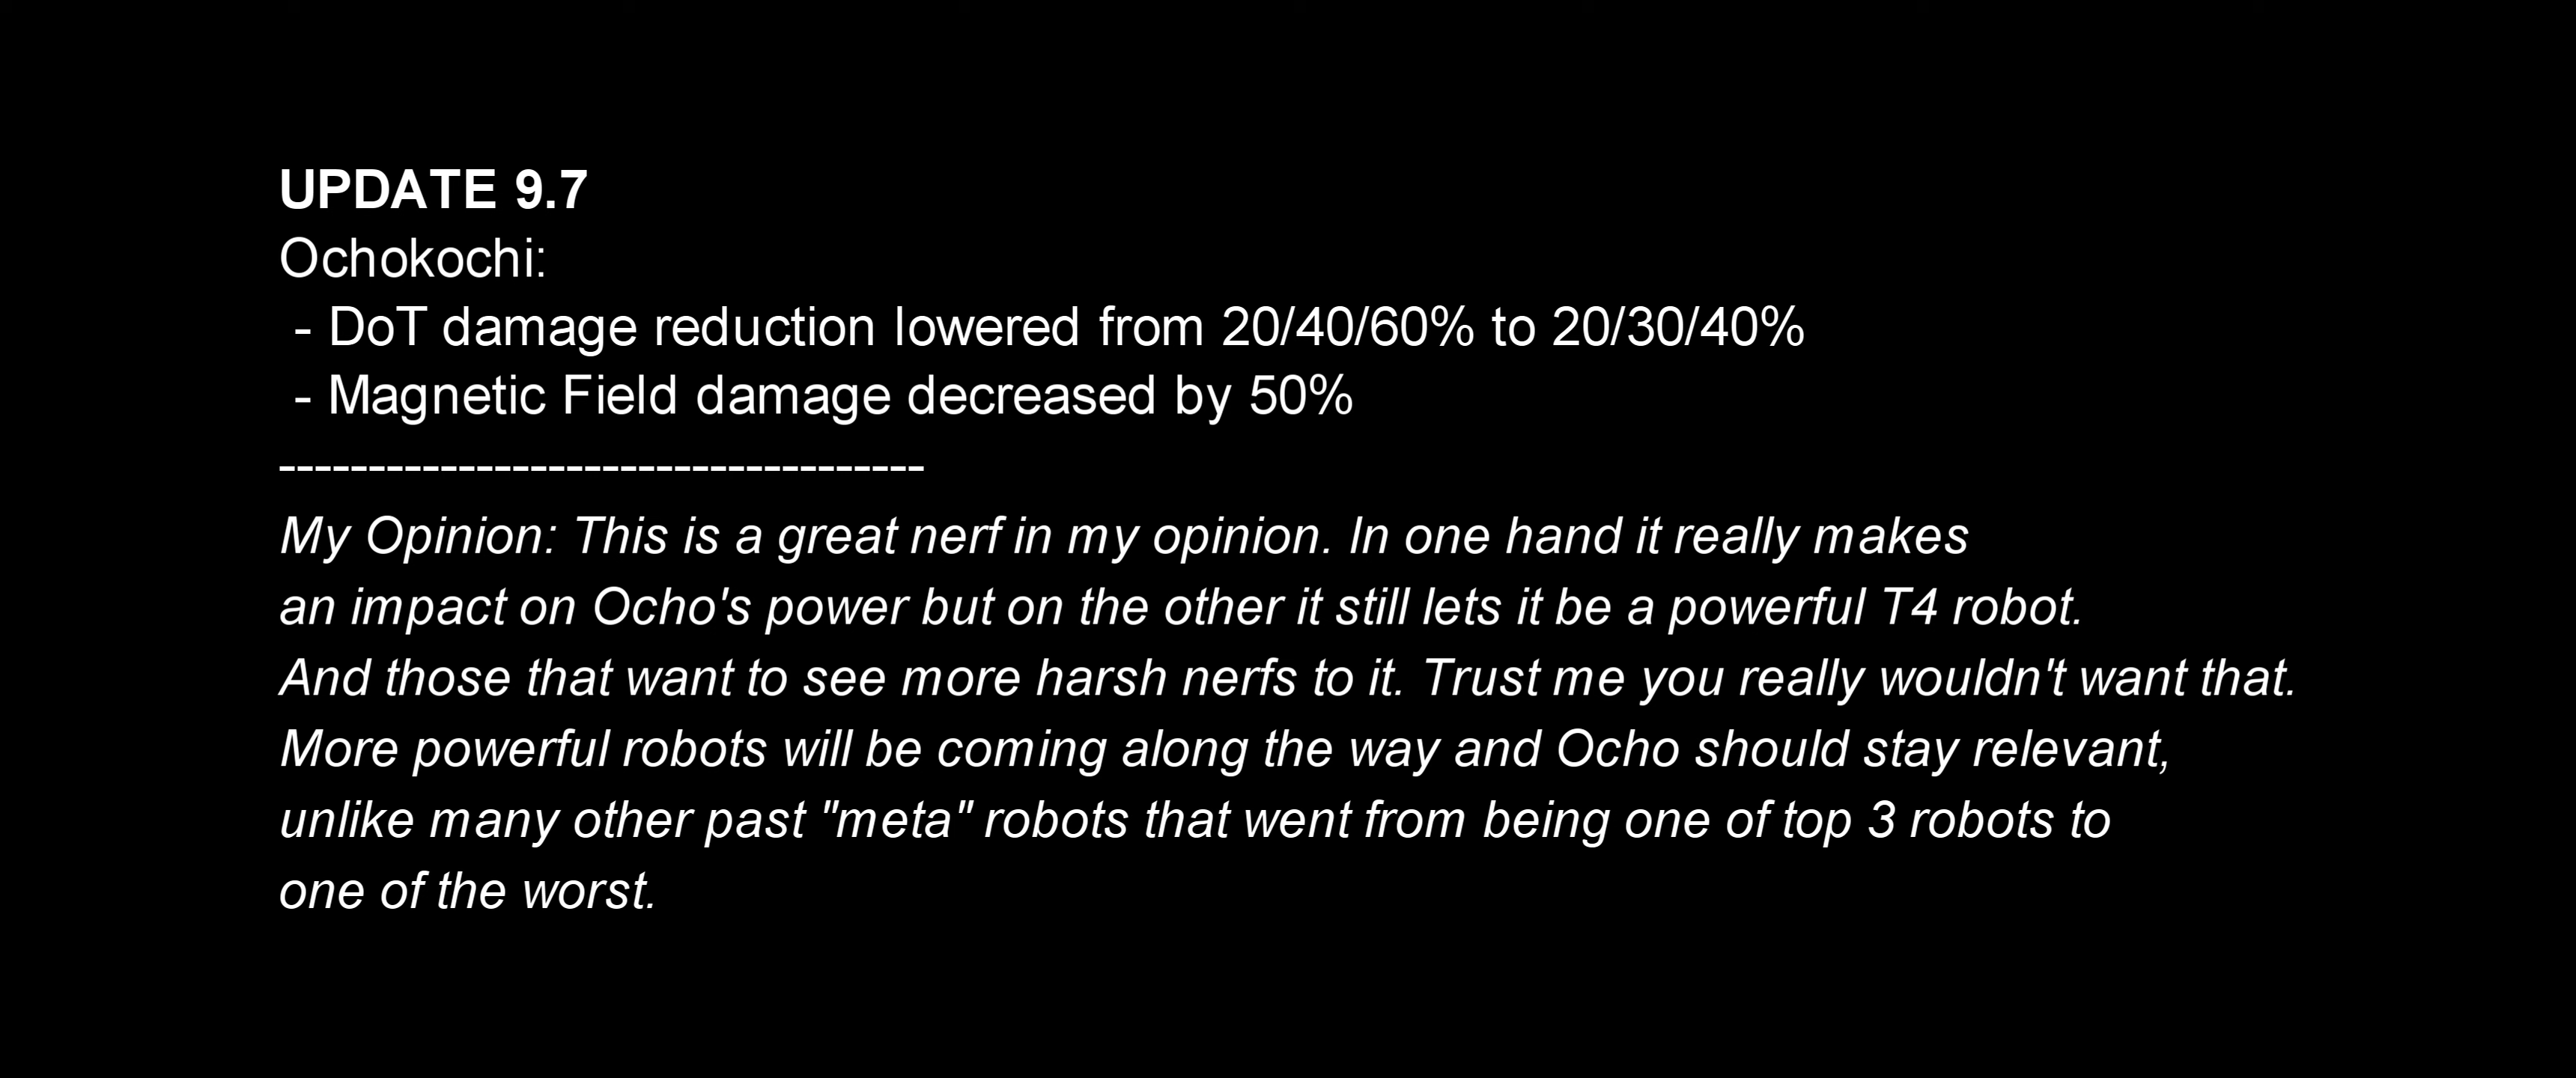 UPDATE 9.7
Ochokochi:
- DoT damage reduction lowered from 20/40/60% to 20/30/40%
- Magnetic Field damage decreased by 50%
------------------------------------
My Opinion: This is a great nerf in my opinion. In one hand it really makes
an impact on Ocho's power but on the other it still lets it be a powerful T4 robot.
And those that want to see more harsh nerfs to it. Trust me you really wouldn't want that.
More powerful robots will be coming along the way and Ocho should stay relevant,
unlike many other past "meta" robots that went from being one of top 3 robots to
one of the worst.